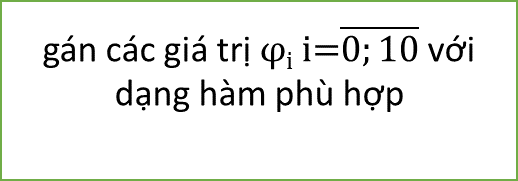 gán các giá trị φᵢ i=0; 10 với
dạng hàm phù hợp